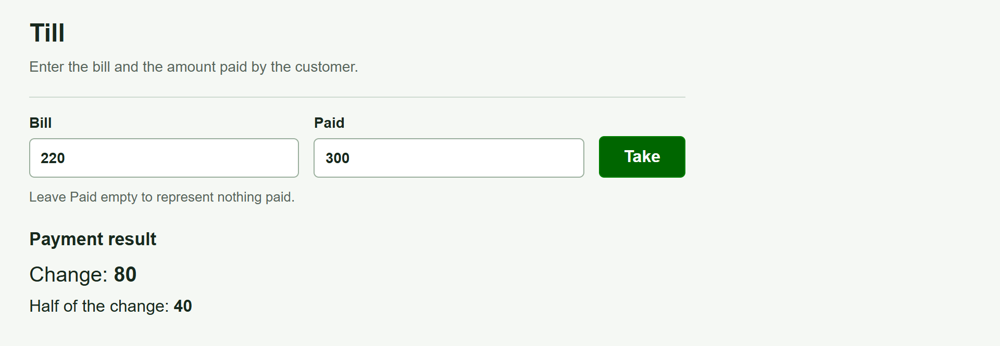 Till
Enter the bill and the amount paid by the customer.
Bill
Paid
220
300
Take
Leave Paid empty to represent nothing paid.
Payment result
Change: 80
Half of the change: 40